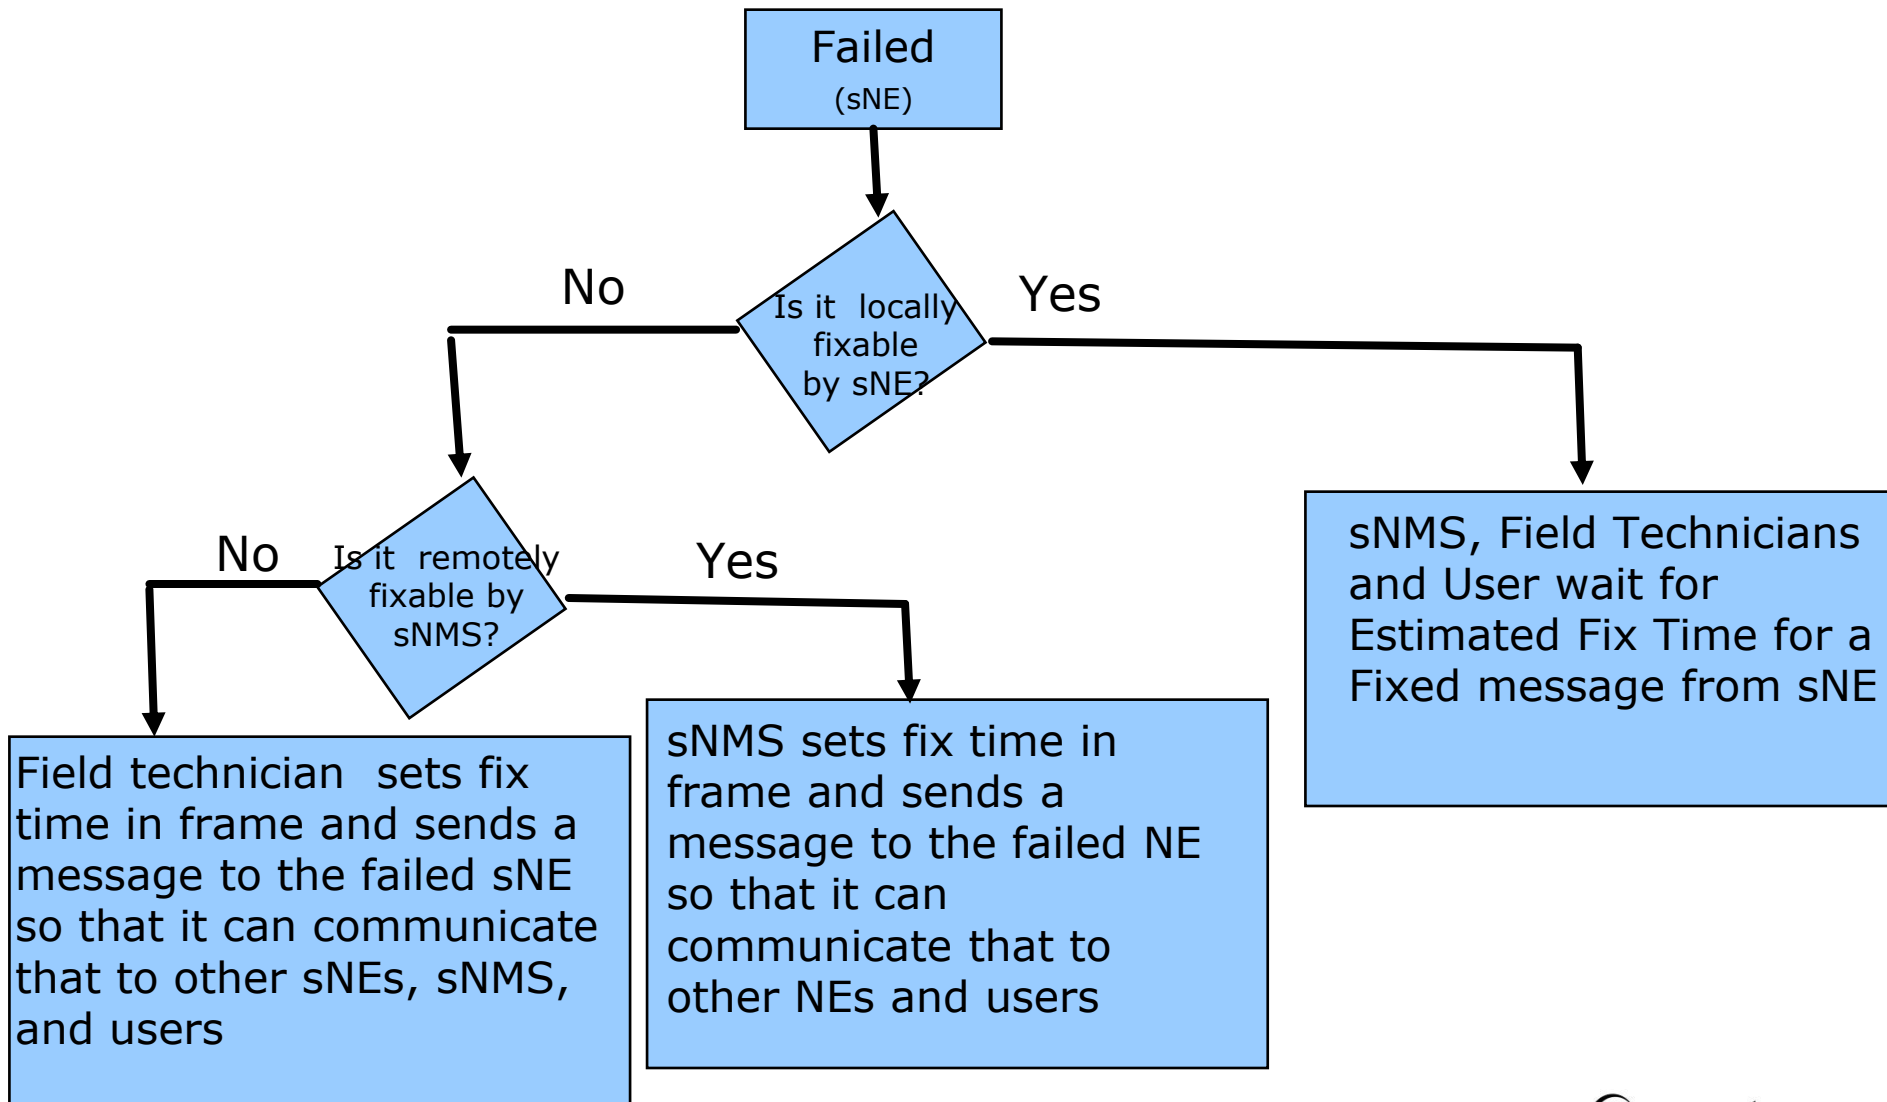 Failed
(sNE)
No
Yes
Is it locally
fixable
by sNE?
No
Is it remotely
fixable by
sNMS?
Yes
sNMS, Field Technicians
and User wait for
Estimated Fix Time for a
Fixed message from sNE
Field technician sets fix
time in frame and sends a
message to the failed sNE
so that it can communicate
that to other sNEs, sNMS,
and users
sNMS sets fix time in
frame and sends a
message to the failed NE
so that it can
communicate that to
other NEs and users